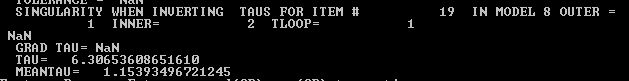 TOLERANCE = NaN
SINGULARITY WHEN INVERTING TAUS FOR ITEM # 19 IN MODEL 8 OUTER =
1 INNER= 2 TLOOP= 1
NaN
GRAD TAU= NaN
TAU= 6.30653608651610
MEANTAU= 1.15393496721245